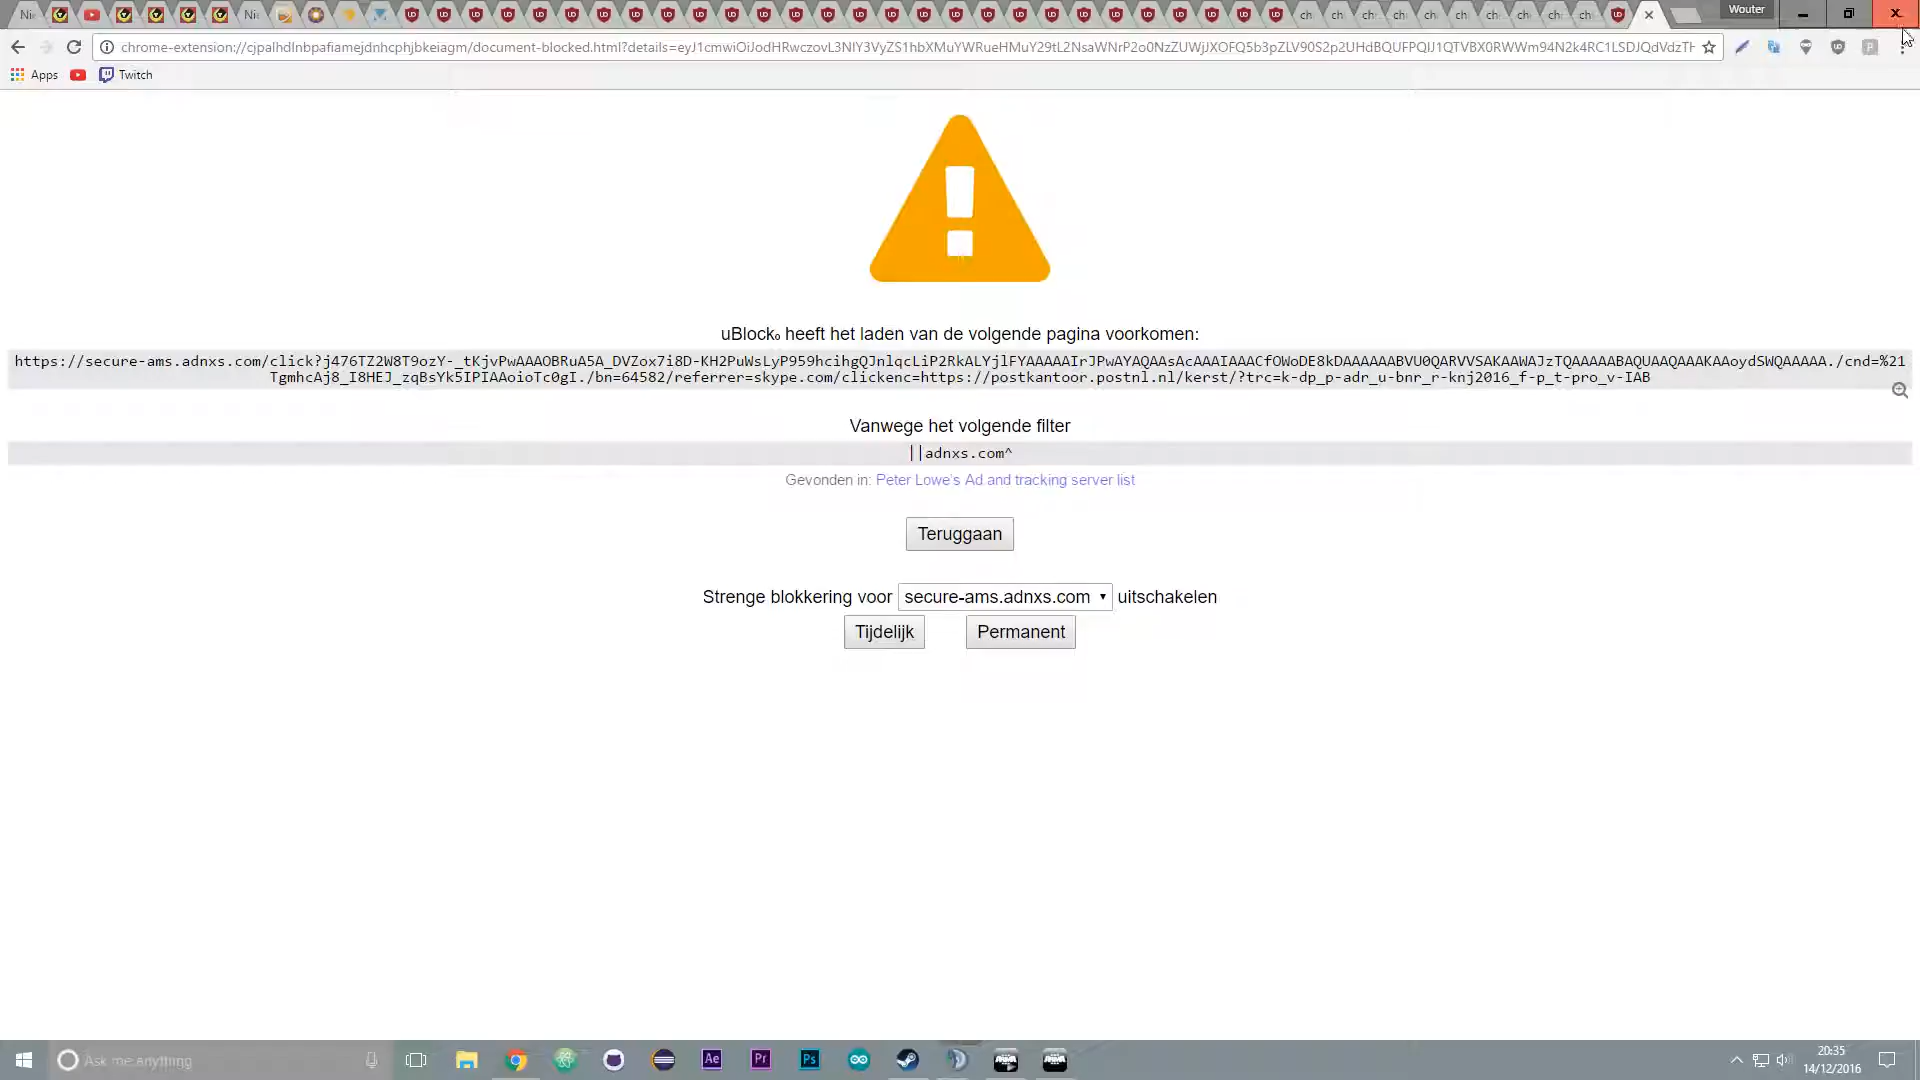 Wouter
chrome-extension://cjpalhdlnbpafiamejdnhcphjbkeiagm/document-blocked.html?details=eyJ1cmwiOiJodHRwczovL3NlY3VyZS1hbXMuYWRueHMuY29tL2NsaWNrP2o0NzZUWjJXOFQ5b3pZLV90S2p2UHdBQUFPQlJ1QTVBX0RWWm94N2k4RC1LSDJQdVdzTH
Apps
Twitch
uBlock₀ heeft het laden van de volgende pagina voorkomen:
https://secure-ams.adnxs.com/click?j476TZ2W8T9ozY-_tKjvPwAAAOBRuA5A_DVZox7i8D-KH2PuWsLyP959hcihgQJnlqcLiP2RkALYjlFYAAAAAIrJPwAYAQAAsAcAAAIAAACfOWoDE8kDAAAAAABVU0QARVVSAKAAWAJzTQAAAAABAQUAAQAAAKAAoydSWQAAAAA./cnd=%21
TgmhcAj8_I8HEJ_zqBsYk5IPIAAoioTc0gI./bn=64582/referrer=skype.com/clickenc=https://postkantoor.postnl.nl/kerst/?trc=k-dp_p-adr_u-bnr_r-knj2016_f-p_t-pro_v-IAB
Vanwege het volgende filter
||adnxs.com^
Gevonden in: Peter Lowe's Ad and tracking server list
Teruggaan
Strenge blokkering voor secure-ams.adnxs.com uitschakelen
Tijdelijk Permanent
Ask me anything
Ae
Pr
Ps
20:35
14/12/2016